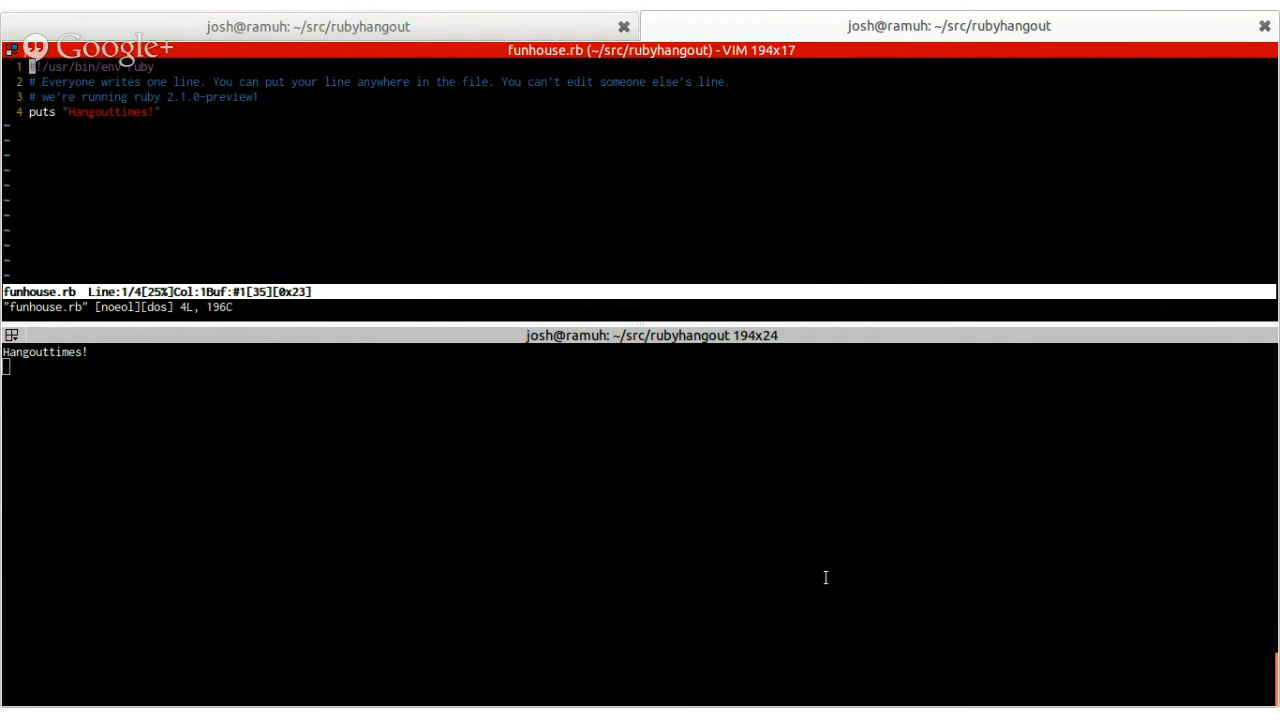 josh@ramuh: ~/src/rubyhangout
josh@ramuh: ~/src/rubyhangout
Google+
funhouse.rb (~/src/rubyhangout) - VIM 194x17
1 #!/usr/bin/env ruby
2 # Everyone writes one line. You can put your line anywhere in the file. You can't edit someone else's line.
3 # we're running ruby 2.1.0-preview1
4 puts "Hangouttimes!"
~
~
~
~
~
~
~
~
~
~
~
funhouse.rb Line:1/4[25%]Col:1Buf:#1[35][0x23]
"funhouse.rb" [noeol][dos] 4L, 196C
josh@ramuh: ~/src/rubyhangout 194x24
Hangouttimes!